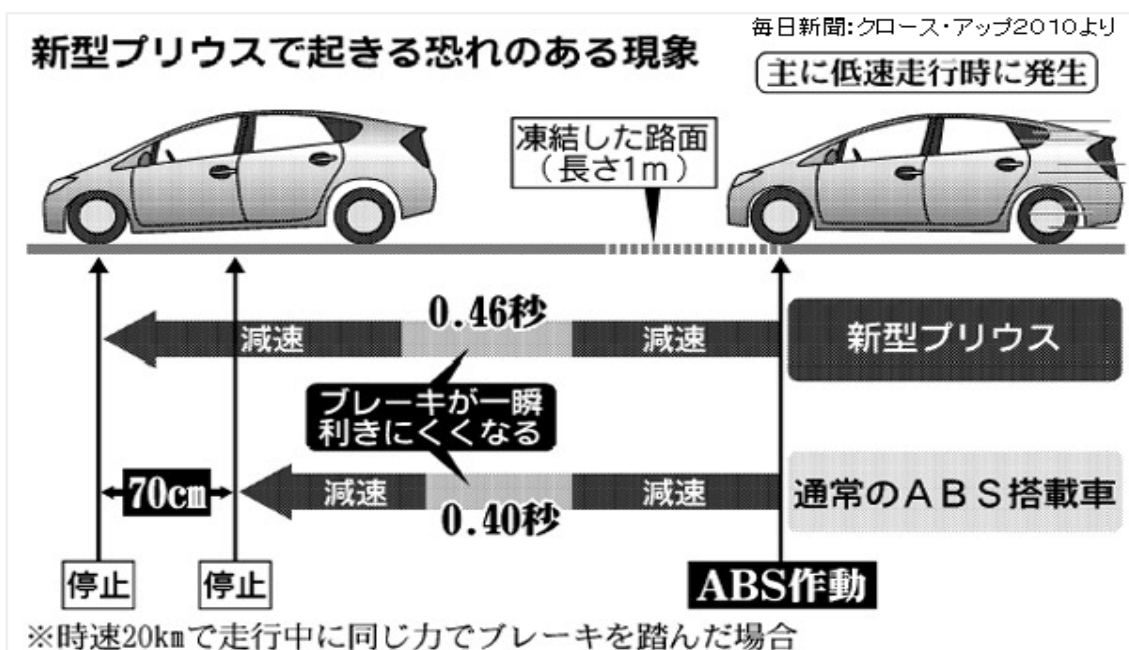 毎日新聞:クロース・アップ2010より
新型プリウスで起きる恐れのある現象
主に低速走行時に発生
凍結した路面
(長さ1m)
0.46秒
減速
減速
新型プリウス
ブレーキが一瞬
利きにくくなる
70cm
減速
減速
通常のABS搭載車
0.40秒
停止
停止
ABS作動
※時速20㎞で走行中に同じ力でブレーキを踏んだ場合